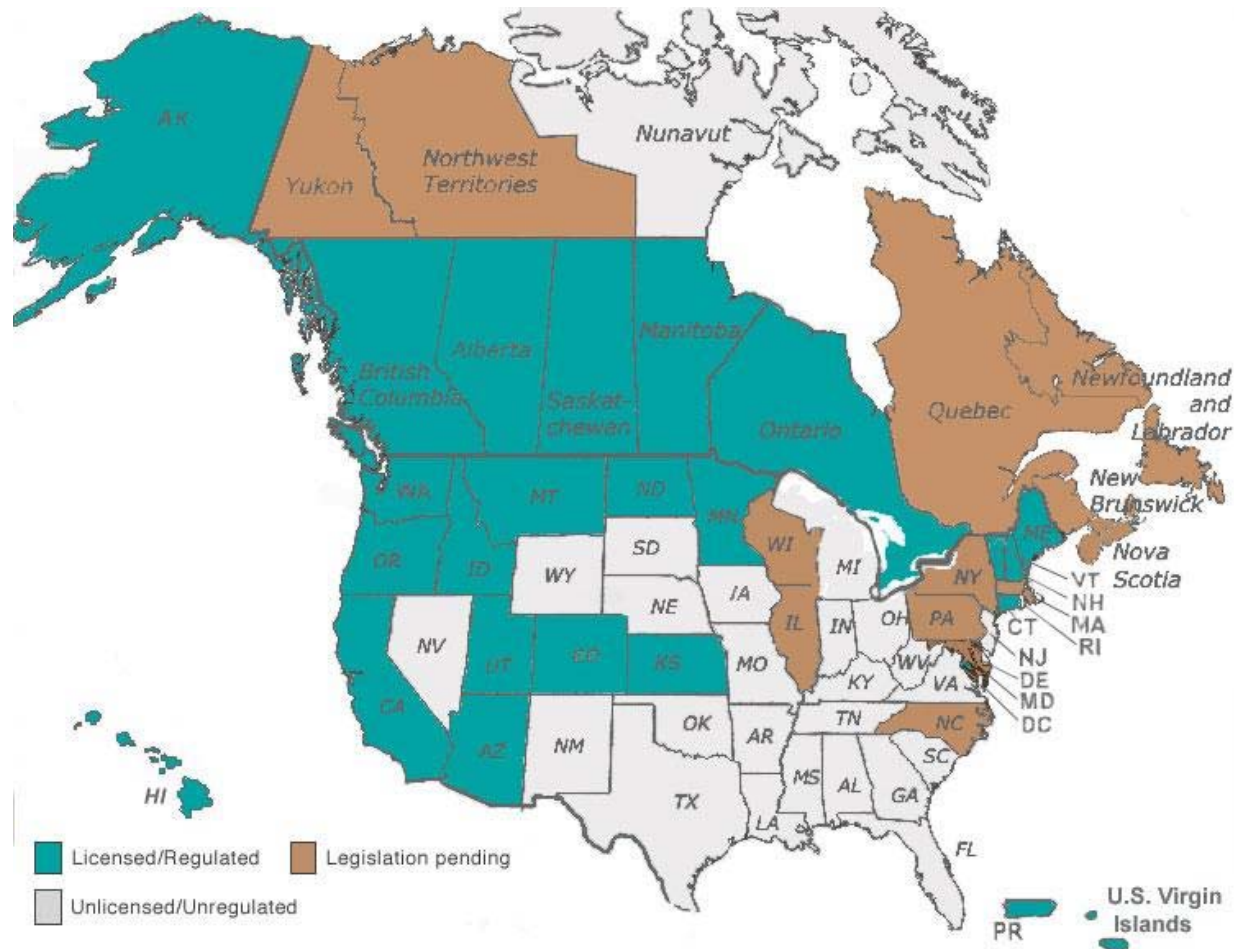 AK
Yukon
Northwest
Territories
Nunavut
British
Columbia
Alberta
Saskat-
chewan
Manitoba
Ontario
Quebec
Newfoundland
and
Labrador
New
Brunswick
Nova
Scotia
WA
MT
ND
MN
OR
ID
WY
SD
WI
MI
NY
ME
VT
NH
MA
RI
CT
NJ
DE
MD
DC
NV
UT
CO
NE
KS
IA
MO
IL
IN
OH
PA
WV
VA
KY
CA
AZ
NM
OK
AR
TN
NC
SC
TX
LA
MS
AL
GA
FL
HI
Licensed/Regulated
Legislation pending
Unlicensed/Unregulated
PR
U.S. Virgin
Islands